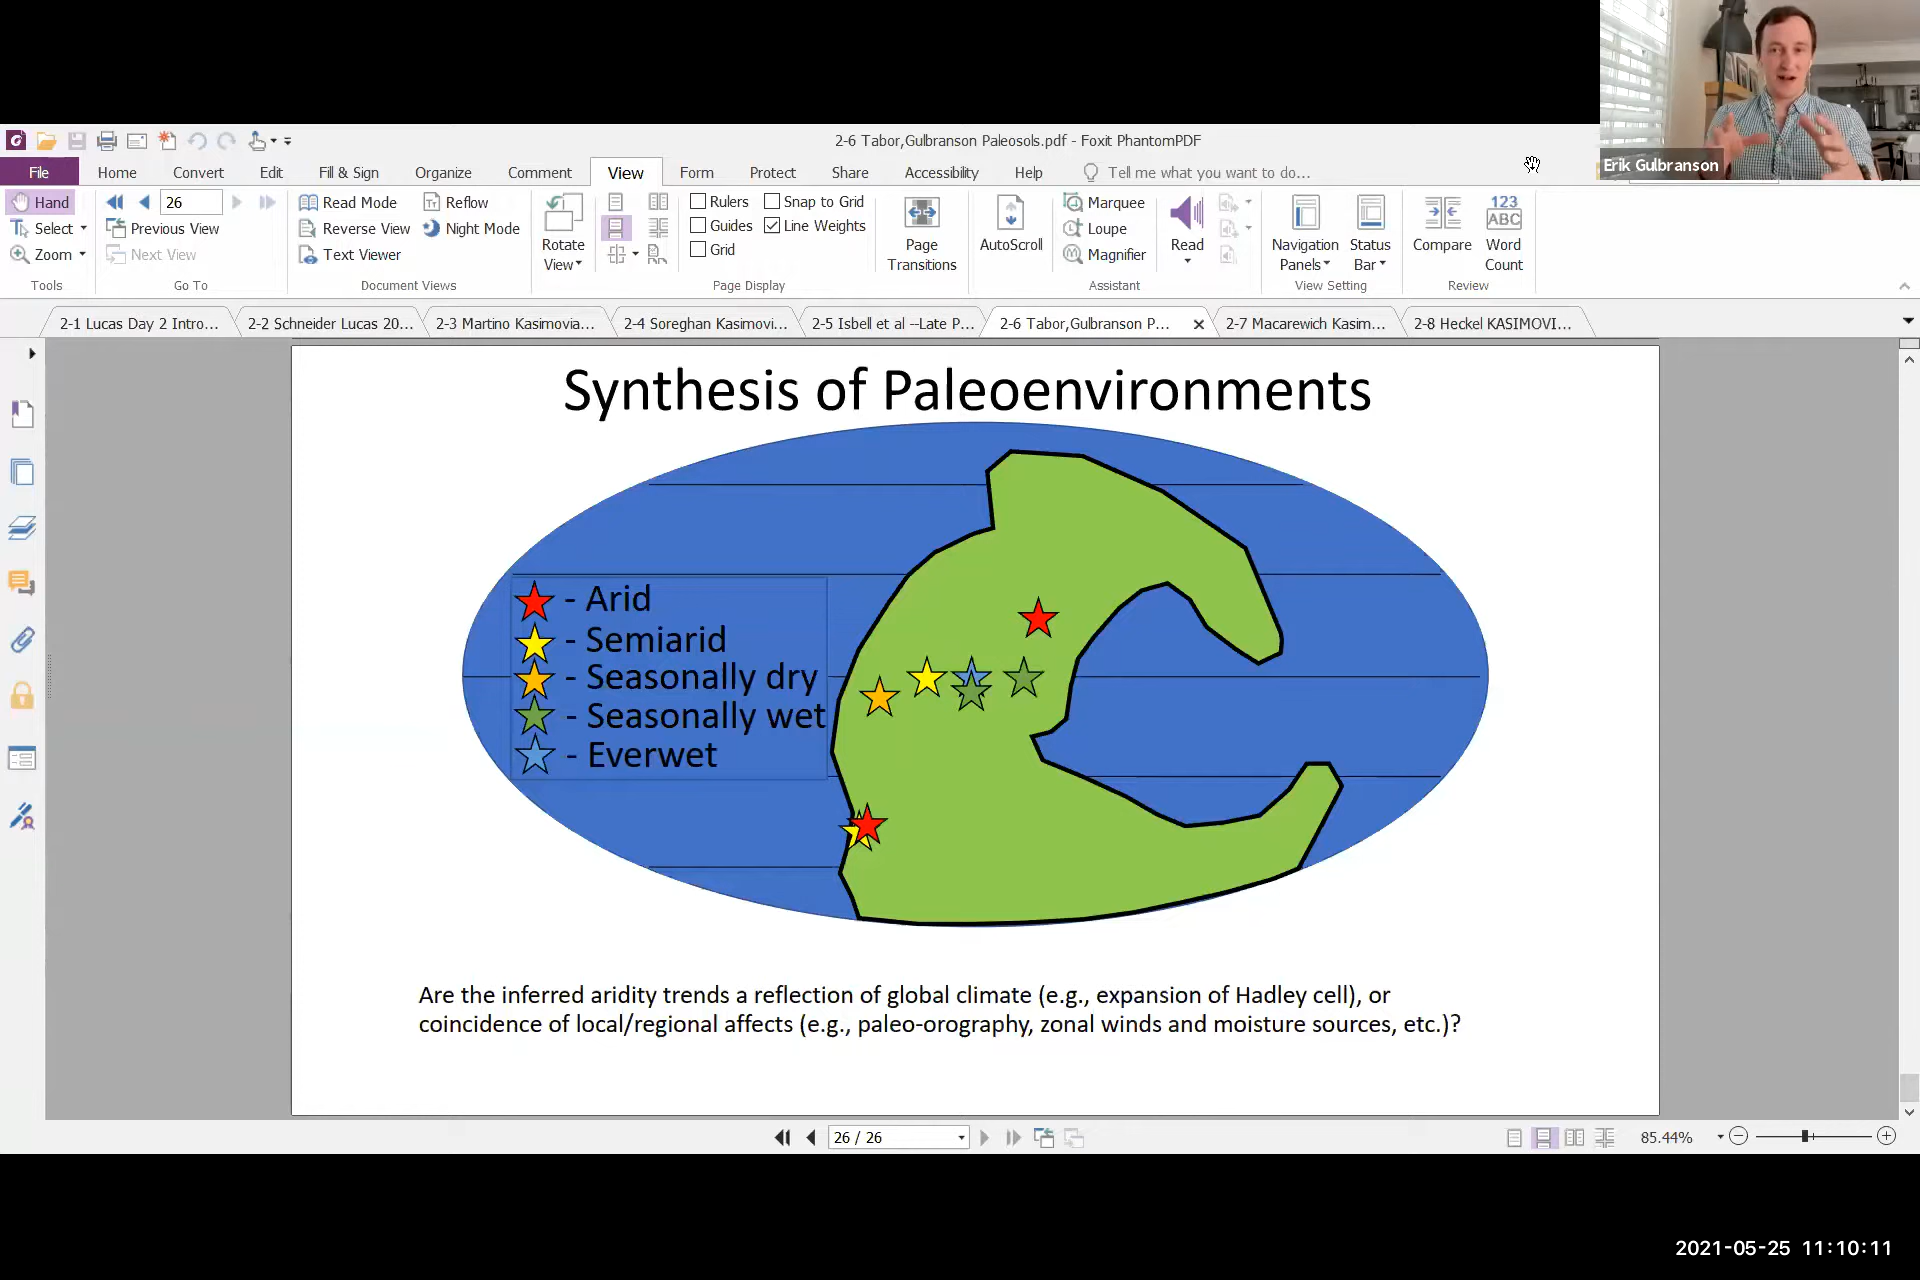 2-6 Tabor,Gulbranson Paleosols.pdf - Foxit PhantomPDF
Erik Gulbranson
File Home Convert Edit Fill & Sign Organize Comment View Form Protect Share Accessibility Help Tell me what you want to do...
Hand
Select
Zoom
Tools
26
Previous View
Next View
Go To
Read Mode
Reverse View
Text Viewer
Reflow
Night Mode
Document Views
Rotate
View
Rulers
Guides
Grid
Snap to Grid
Line Weights
Page Display
Page
Transitions
AutoScroll
Marquee
Loupe
Magnifier
Assistant
Read
Navigation
Panels
Status
Bar
View Setting
Compare
123
ABC
Word
Count
Review
2-1 Lucas Day 2 Intro...
2-2 Schneider Lucas 20...
2-3 Martino Kasimovia...
2-4 Soreghan Kasimovi...
2-5 Isbell et al --Late P...
2-6 Tabor,Gulbranson P...
2-7 Macarewich Kasim...
2-8 Heckel KASIMOVI...
Synthesis of Paleoenvironments
- Arid
- Semiarid
- Seasonally dry
- Seasonally wet
- Everwet
Are the inferred aridity trends a reflection of global climate (e.g., expansion of Hadley cell), or
coincidence of local/regional affects (e.g., paleo-orography, zonal winds and moisture sources, etc.)?
26 / 26
85.44%
2021-05-25 11:10:11